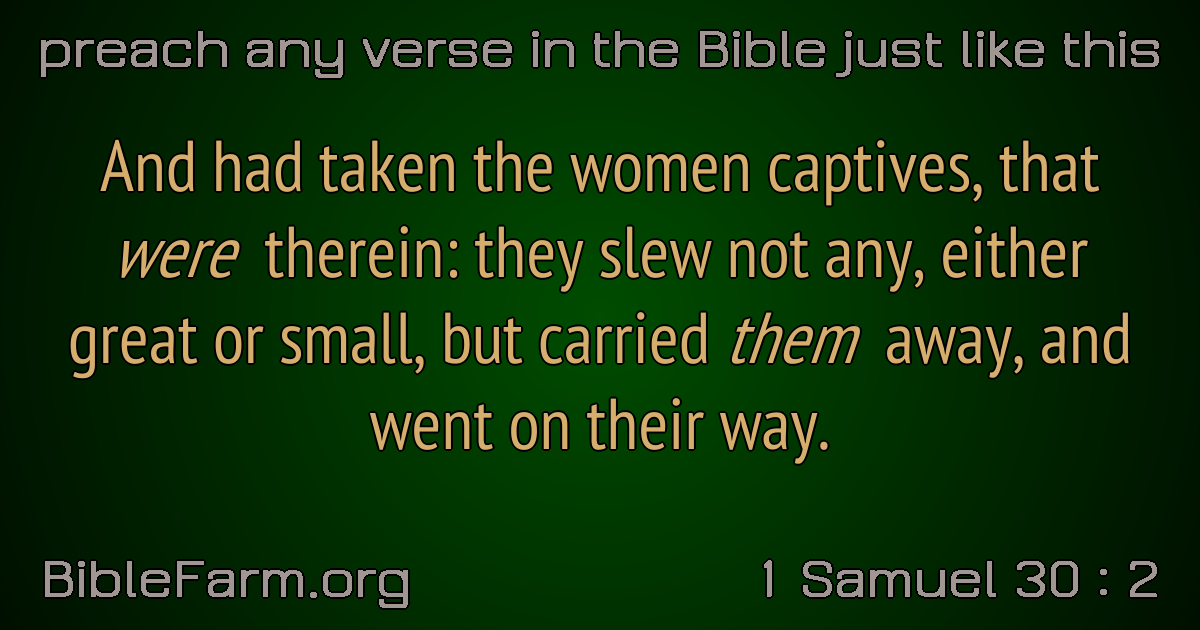 preach any verse in the Bible just like this
And had taken the women captives, that
were therein: they slew not any, either
great or small, but carried them away, and
went on their way.
BibleFarm.org
1 Samuel 30 : 2